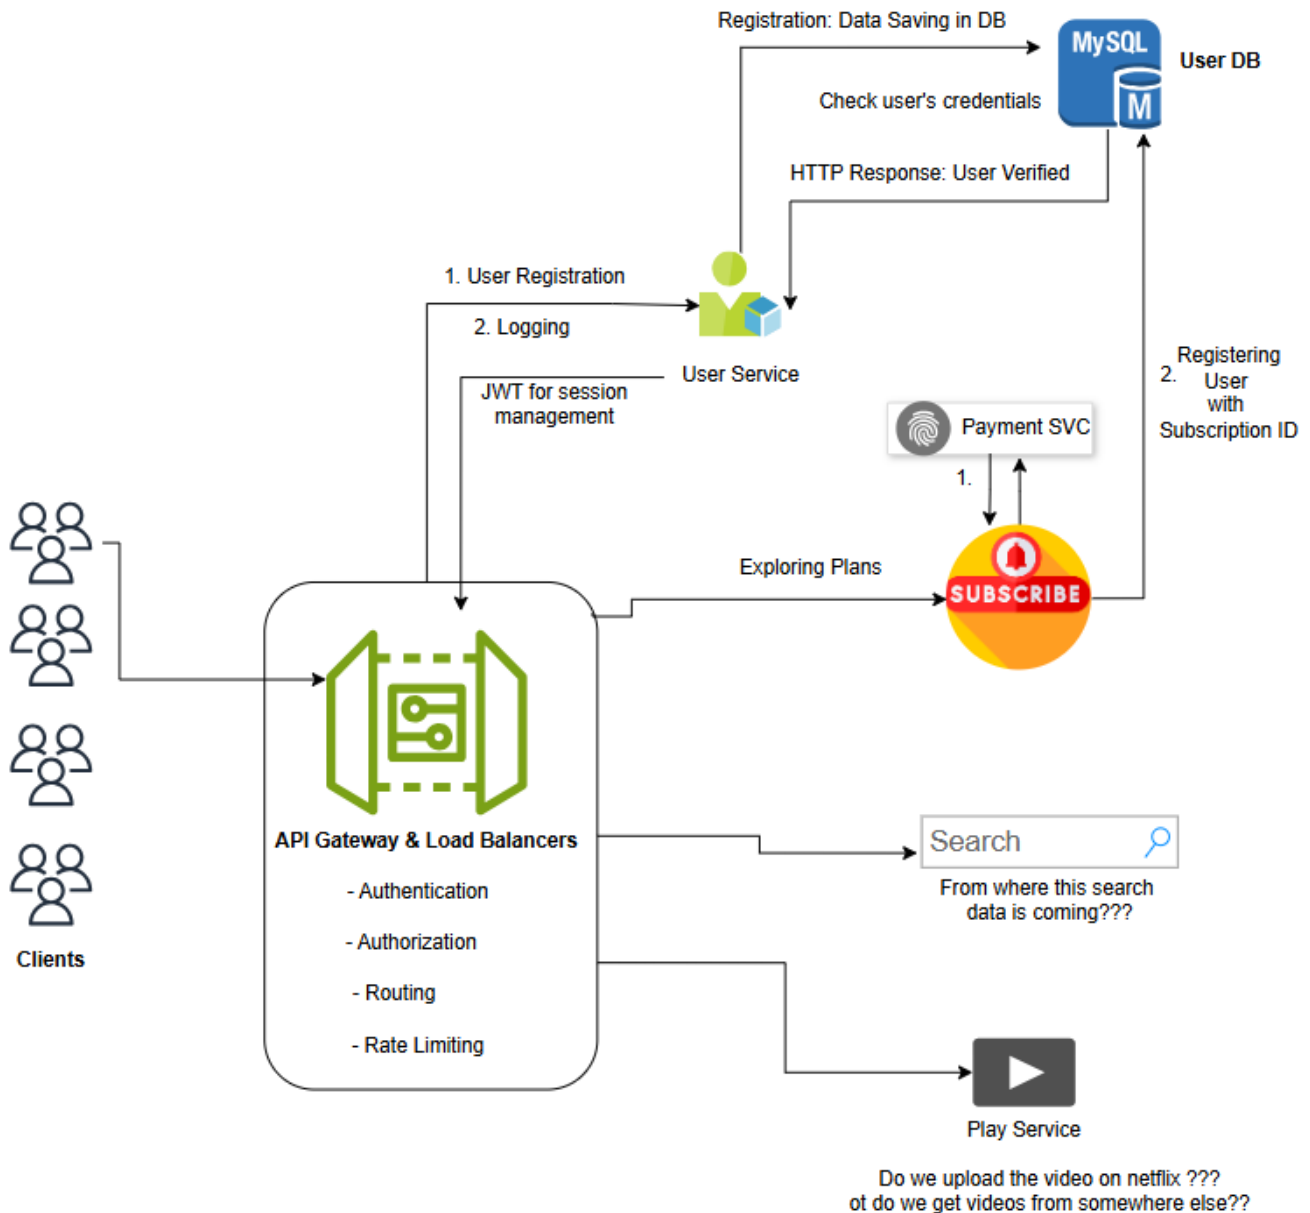 Registration: Data Saving in DB
MySQL
M
User DB
Check user's credentials
HTTP Response: User Verified
1. User Registration
2. Logging
User Service
JWT for session
management
2.
Registering
User
with
Subscription ID
Payment SVC
1.
Exploring Plans
SUBSCRIBE
API Gateway & Load Balancers
- Authentication
- Authorization
- Routing
- Rate Limiting
Clients
Search
From where this search
data is coming???
Play Service
Do we upload the video on netflix ???
ot do we get videos from somewhere else??